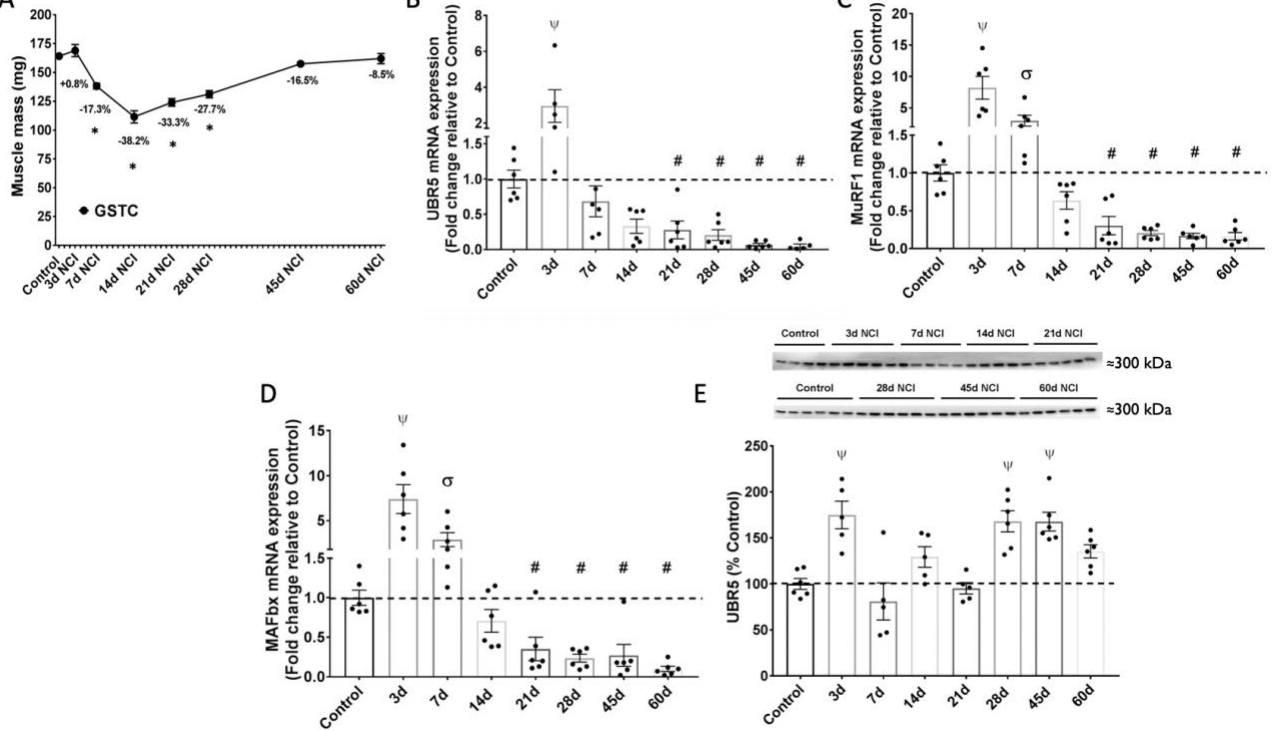 A
Muscle mass (mg)
200
175
150
125
100
75
50
25
0
+0.8%
-17.3%
*
-38.2%
*
-33.3%
*
-27.7%
*
-16.5%
-8.5%
GSTC
Control
3d NCI
7d NCI
14d NCI
21d NCI
28d NCI
45d NCI
60d NCI
B
UBR5 mRNA expression
(Fold change relative to Control)
8
6
4
2
1.5
1.0
0.5
0.0
ψ
# # # #
Control 3d 7d 14d 21d 28d 45d 60d
C
MuRF1 mRNA expression
(Fold change relative to Control)
20
15
10
5
1.5
1.0
0.5
0.0
ψ
σ
# # # #
Control 3d 7d 14d 21d 28d 45d 60d
D
MAFbx mRNA expression
(Fold change relative to Control)
15
10
5
1.5
1.0
0.5
0.0
ψ
σ
# # # #
Control 3d 7d 14d 21d 28d 45d 60d
E
Control 3d NCI 7d NCI 14d NCI 21d NCI
≈300 kDa
Control 28d NCI 45d NCI 60d NCI
≈300 kDa
UBR5 (% Control)
250
200
150
100
50
0
ψ ψ ψ
Control 3d 7d 14d 21d 28d 45d 60d